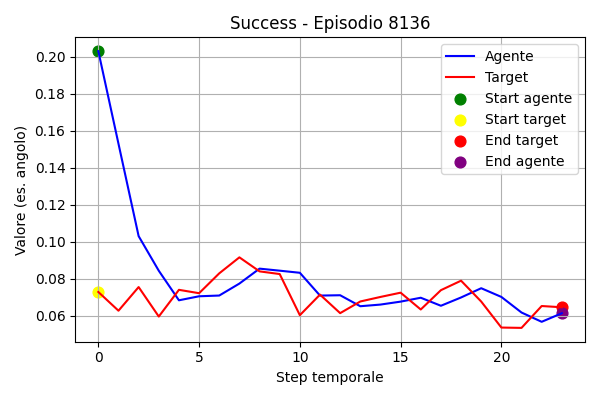 Success - Episodio 8136
Valore (es. angolo)
0.20
0.18
0.16
0.14
0.12
0.10
0.08
0.06
Agente
Target
Start agente
Start target
End target
End agente
0 5 10 15 20
Step temporale